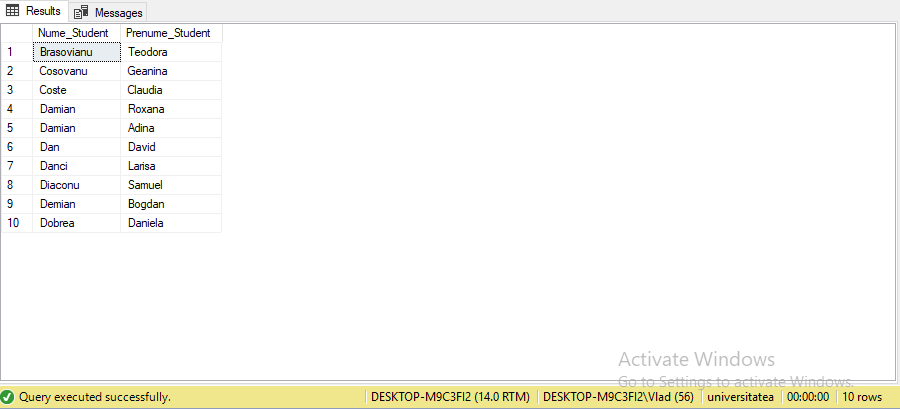 Results Messages
Nume_Student Prenume_Student
1 Brasovianu Teodora
2 Cosovanu Geanina
3 Coste Claudia
4 Damian Roxana
5 Damian Adina
6 Dan David
7 Danci Larisa
8 Diaconu Samuel
9 Demian Bogdan
10 Dobrea Daniela
Activate Windows
Go to Settings to activate Windows.
Query executed successfully. DESKTOP-M9C3FI2 (14.0 RTM) DESKTOP-M9C3FI2\Vlad (56) universitatea 00:00:00 10 rows